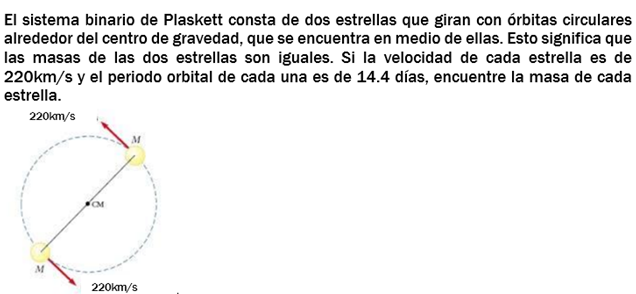 El sistema binario de Plaskett consta de dos estrellas que giran con órbitas circulares
alrededor del centro de gravedad, que se encuentra en medio de ellas. Esto significa que
las masas de las dos estrellas son iguales. Si la velocidad de cada estrella es de
220km/s y el periodo orbital de cada una es de 14.4 días, encuentre la masa de cada
estrella.
220km/s
M
CM
M
220km/s